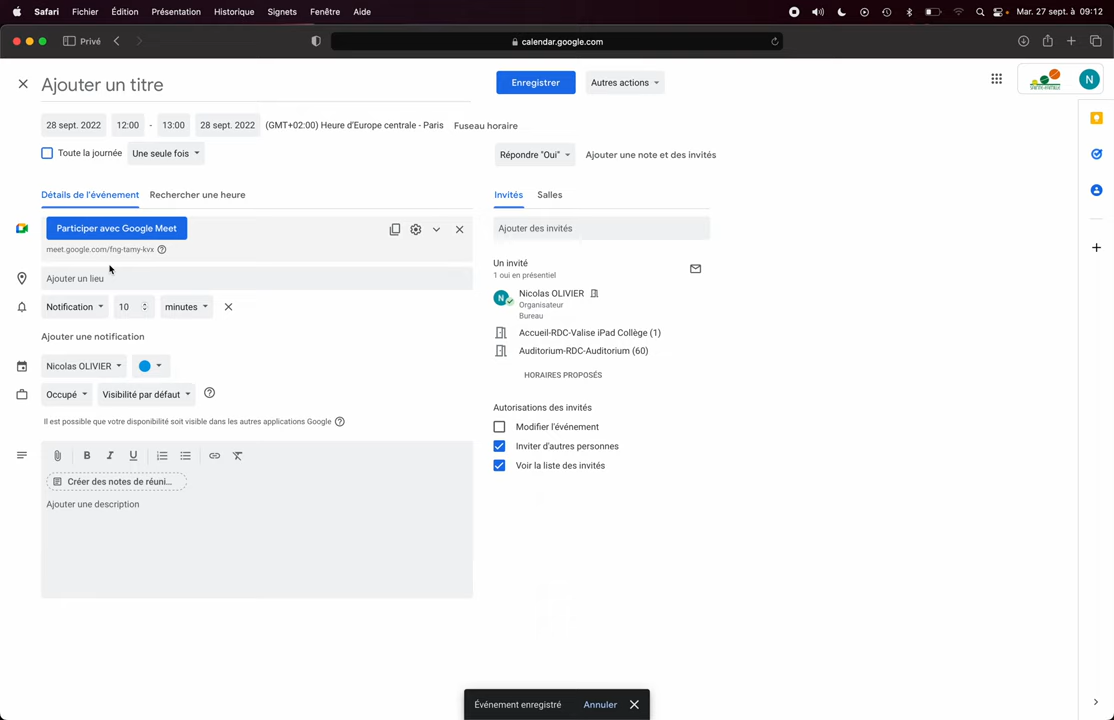 Safari Fichier Édition Présentation Historique Signets Fenêtre Aide Mar. 27 sept. à 09:12
Privé calendar.google.com
Ajouter un titre Enregistrer Autres actions N
28 sept. 2022 12:00 - 13:00 28 sept. 2022 (GMT+02:00) Heure d'Europe centrale - Paris Fuseau horaire
Toute la journée Une seule fois Répondre "Oui" Ajouter une note et des invités
Détails de l'événement Rechercher une heure Invités Salles
Participer avec Google Meet Ajouter des invités
meet.google.com/fng-tamy-kvx
Ajouter un lieu
Notification 10 minutes
Ajouter une notification
Nicolas OLIVIER
Occupé Visibilité par défaut
Il est possible que votre disponibilité soit visible dans les autres applications Google
Créer des notes de réuni...
Ajouter une description
Un invité
1 oui en présentiel
N Nicolas OLIVIER
Organisateur
Bureau
Accueil-RDC-Valise iPad Collège (1)
Auditorium-RDC-Auditorium (60)
HORAIRES PROPOSÉS
Autorisations des invités
Modifier l'événement
Inviter d'autres personnes
Voir la liste des invités
Événement enregistré Annuler